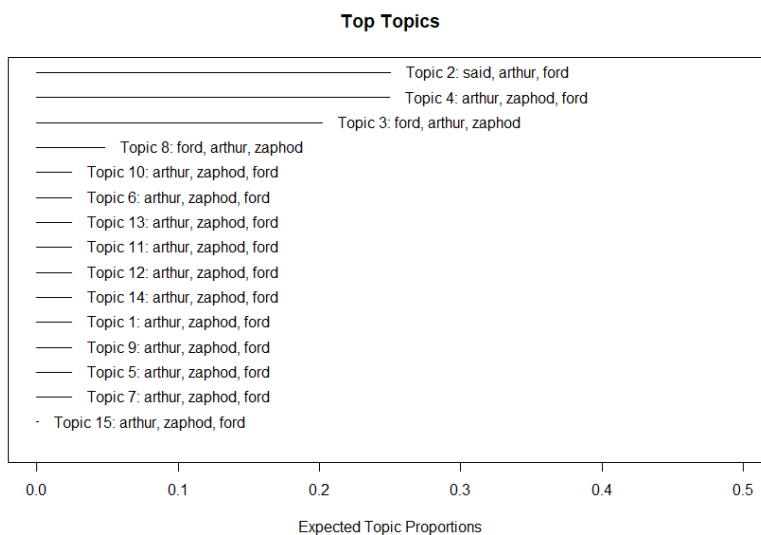 Top Topics
Topic 2: said, arthur, ford
Topic 4: arthur, zaphod, ford
Topic 3: ford, arthur, zaphod
Topic 8: ford, arthur, zaphod
Topic 10: arthur, zaphod, ford
Topic 6: arthur, zaphod, ford
Topic 13: arthur, zaphod, ford
Topic 11: arthur, zaphod, ford
Topic 12: arthur, zaphod, ford
Topic 14: arthur, zaphod, ford
Topic 1: arthur, zaphod, ford
Topic 9: arthur, zaphod, ford
Topic 5: arthur, zaphod, ford
Topic 7: arthur, zaphod, ford
Topic 15: arthur, zaphod, ford
0.0 0.1 0.2 0.3 0.4 0.5
Expected Topic Proportions